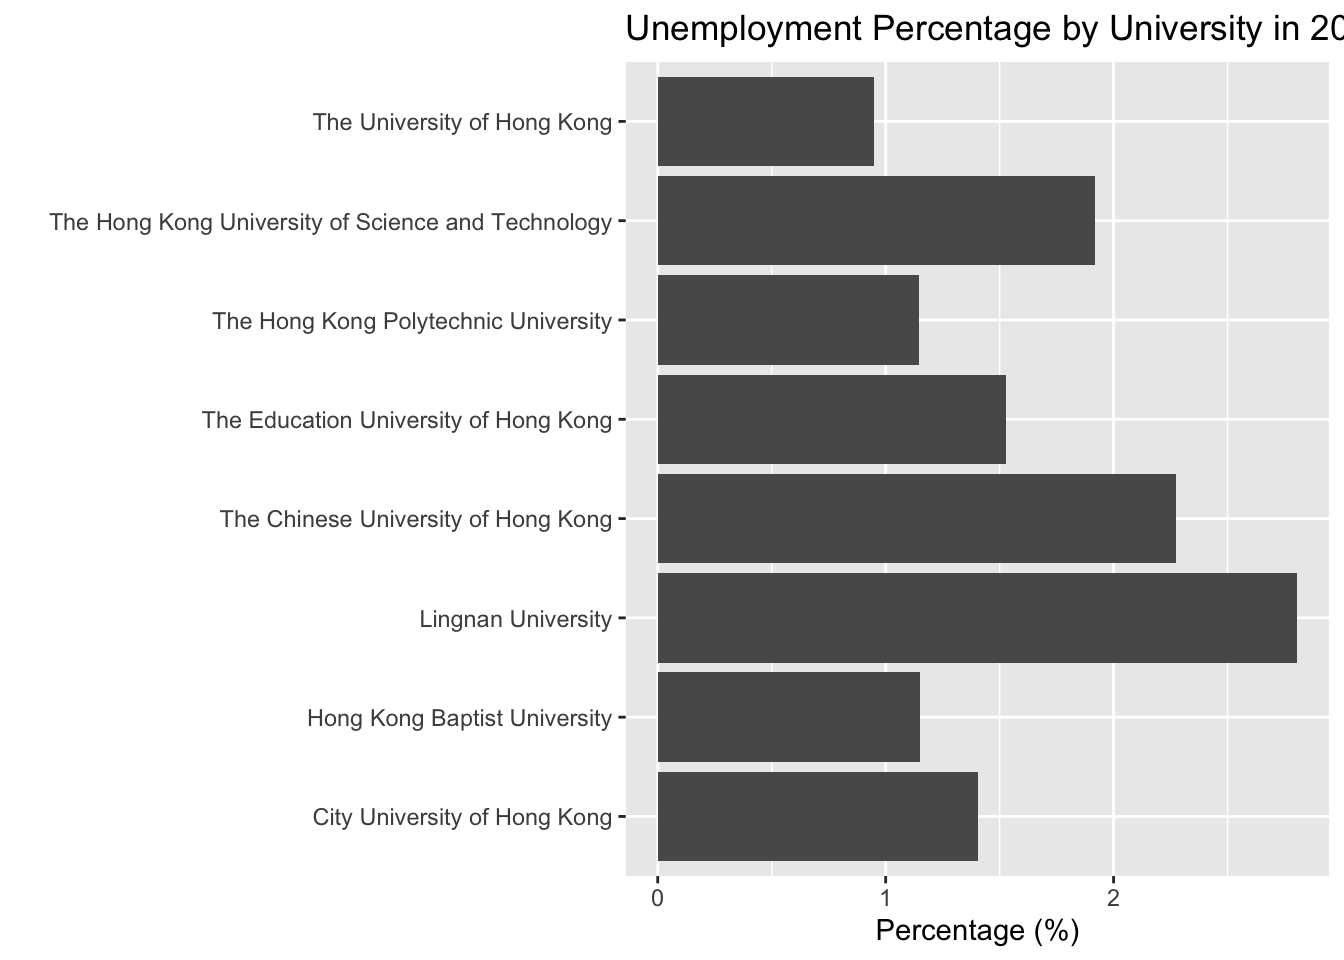 Unemployment Percentage by University in 20
The University of Hong Kong
The Hong Kong University of Science and Technology
The Hong Kong Polytechnic University
The Education University of Hong Kong
The Chinese University of Hong Kong
Lingnan University
Hong Kong Baptist University
City University of Hong Kong
0 1 2
Percentage (%)